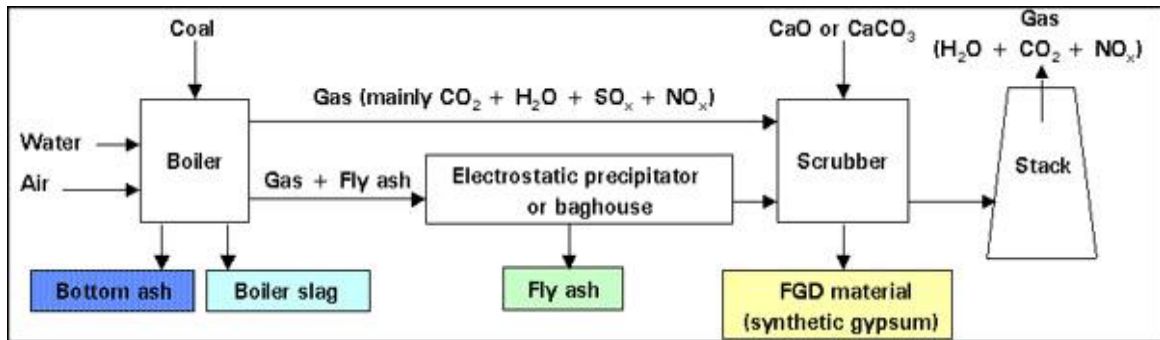 Coal
CaO or CaCO₃
Gas
(H₂O + CO₂ + NOₓ)
Gas (mainly CO₂ + H₂O + SOₓ + NOₓ)
Water
Air
Boiler
Gas + Fly ash
Electrostatic precipitator
or baghouse
Scrubber
Stack
Bottom ash
Boiler slag
Fly ash
FGD material
(synthetic gypsum)